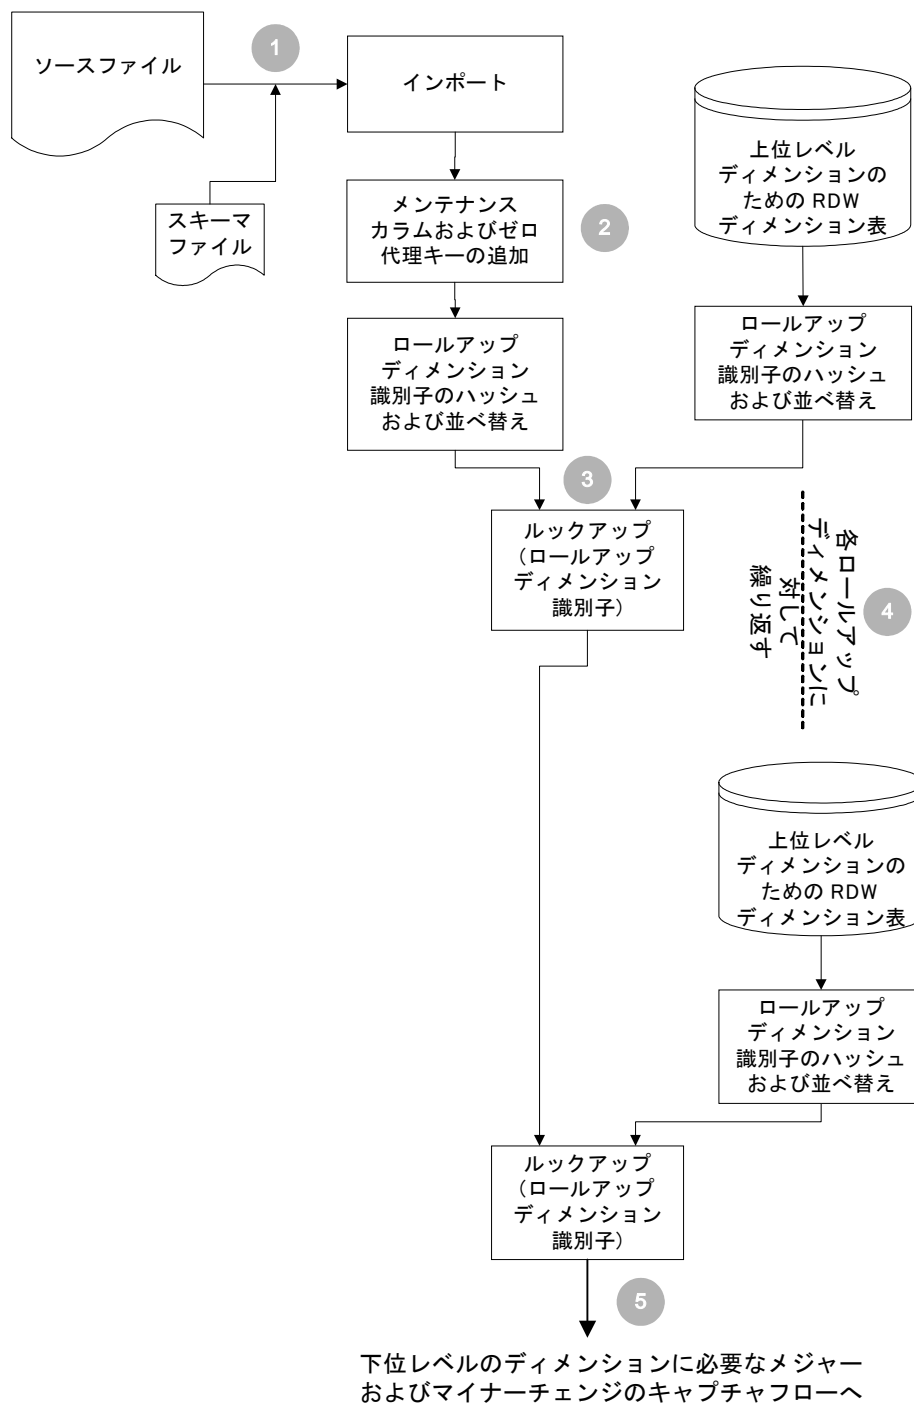 ソースファイル
1
インポート
スキーマ
ファイル
メンテナンス
カラムおよびゼロ
代理キーの追加
2
上位レベル
ディメンションの
ための RDW
ディメンション表
ロールアップ
ディメンション
識別子のハッシュ
および並べ替え
ロールアップ
ディメンション
識別子のハッシュ
および並べ替え
3
ルックアップ
(ロールアップ
ディメンション
識別子)
各ロールアップ
ディメンションに
対して
繰り返す
4
上位レベル
ディメンションの
ための RDW
ディメンション表
ロールアップ
ディメンション
識別子のハッシュ
および並べ替え
ルックアップ
(ロールアップ
ディメンション
識別子)
5
下位レベルのディメンションに必要なメジャー
およびマイナーチェンジのキャプチャフローへ